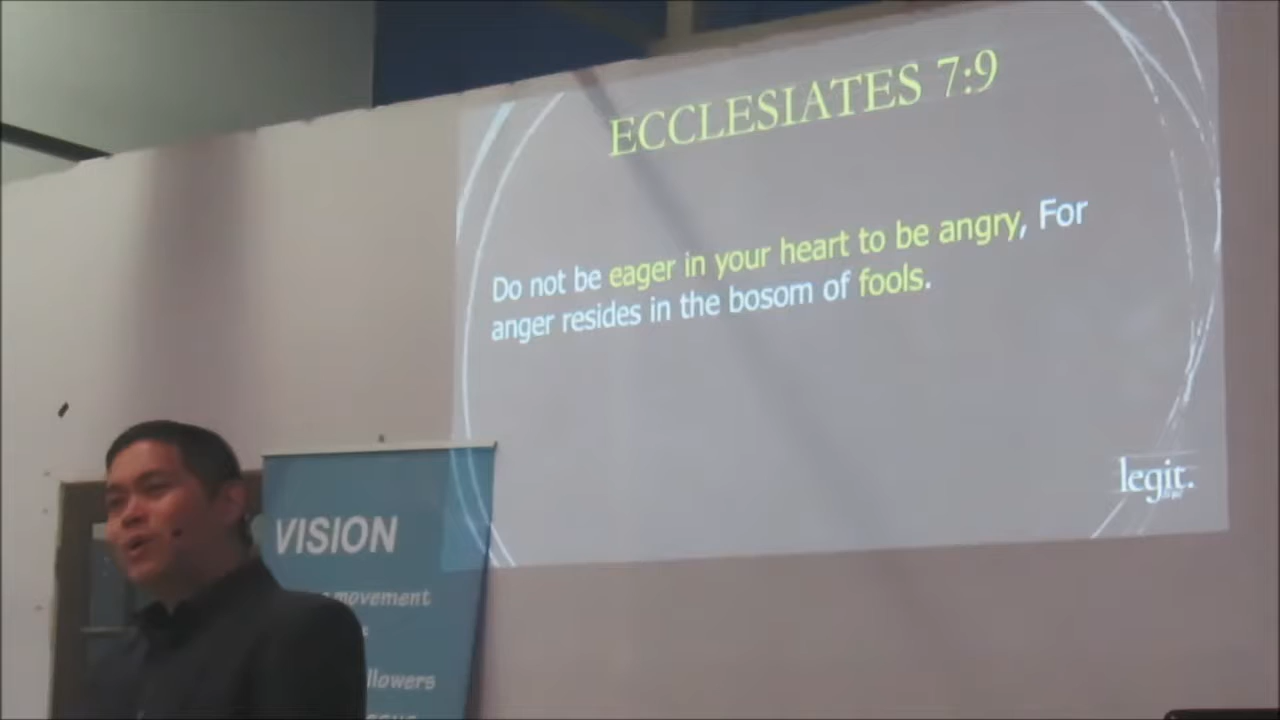 ECCLESIATES 7:9
Do not be eager in your heart to be angry, For
anger resides in the bosom of fools.
legit.
VISION
movement
llowers